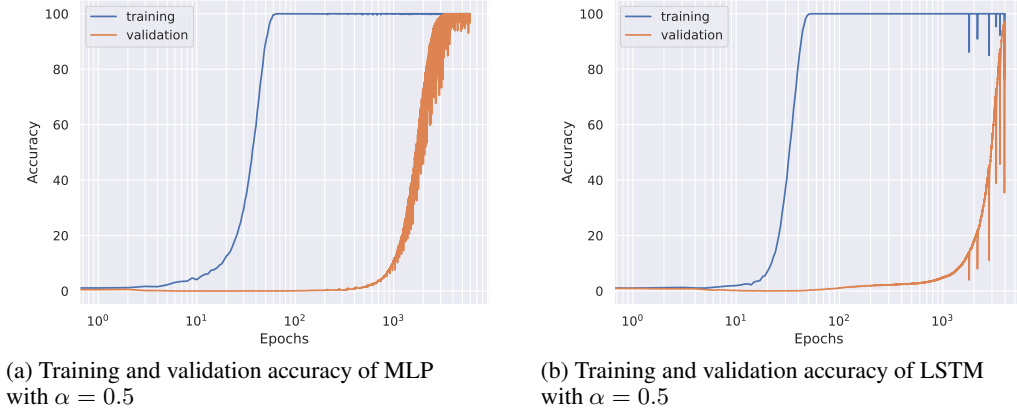 training
validation
100
80
60
40
20
0
Accuracy
10⁰
10¹
10²
10³
Epochs
(a) Training and validation accuracy of MLP
with α = 0.5
training
validation
100
80
60
40
20
0
Accuracy
10⁰
10¹
10²
10³
Epochs
(b) Training and validation accuracy of LSTM
with α = 0.5